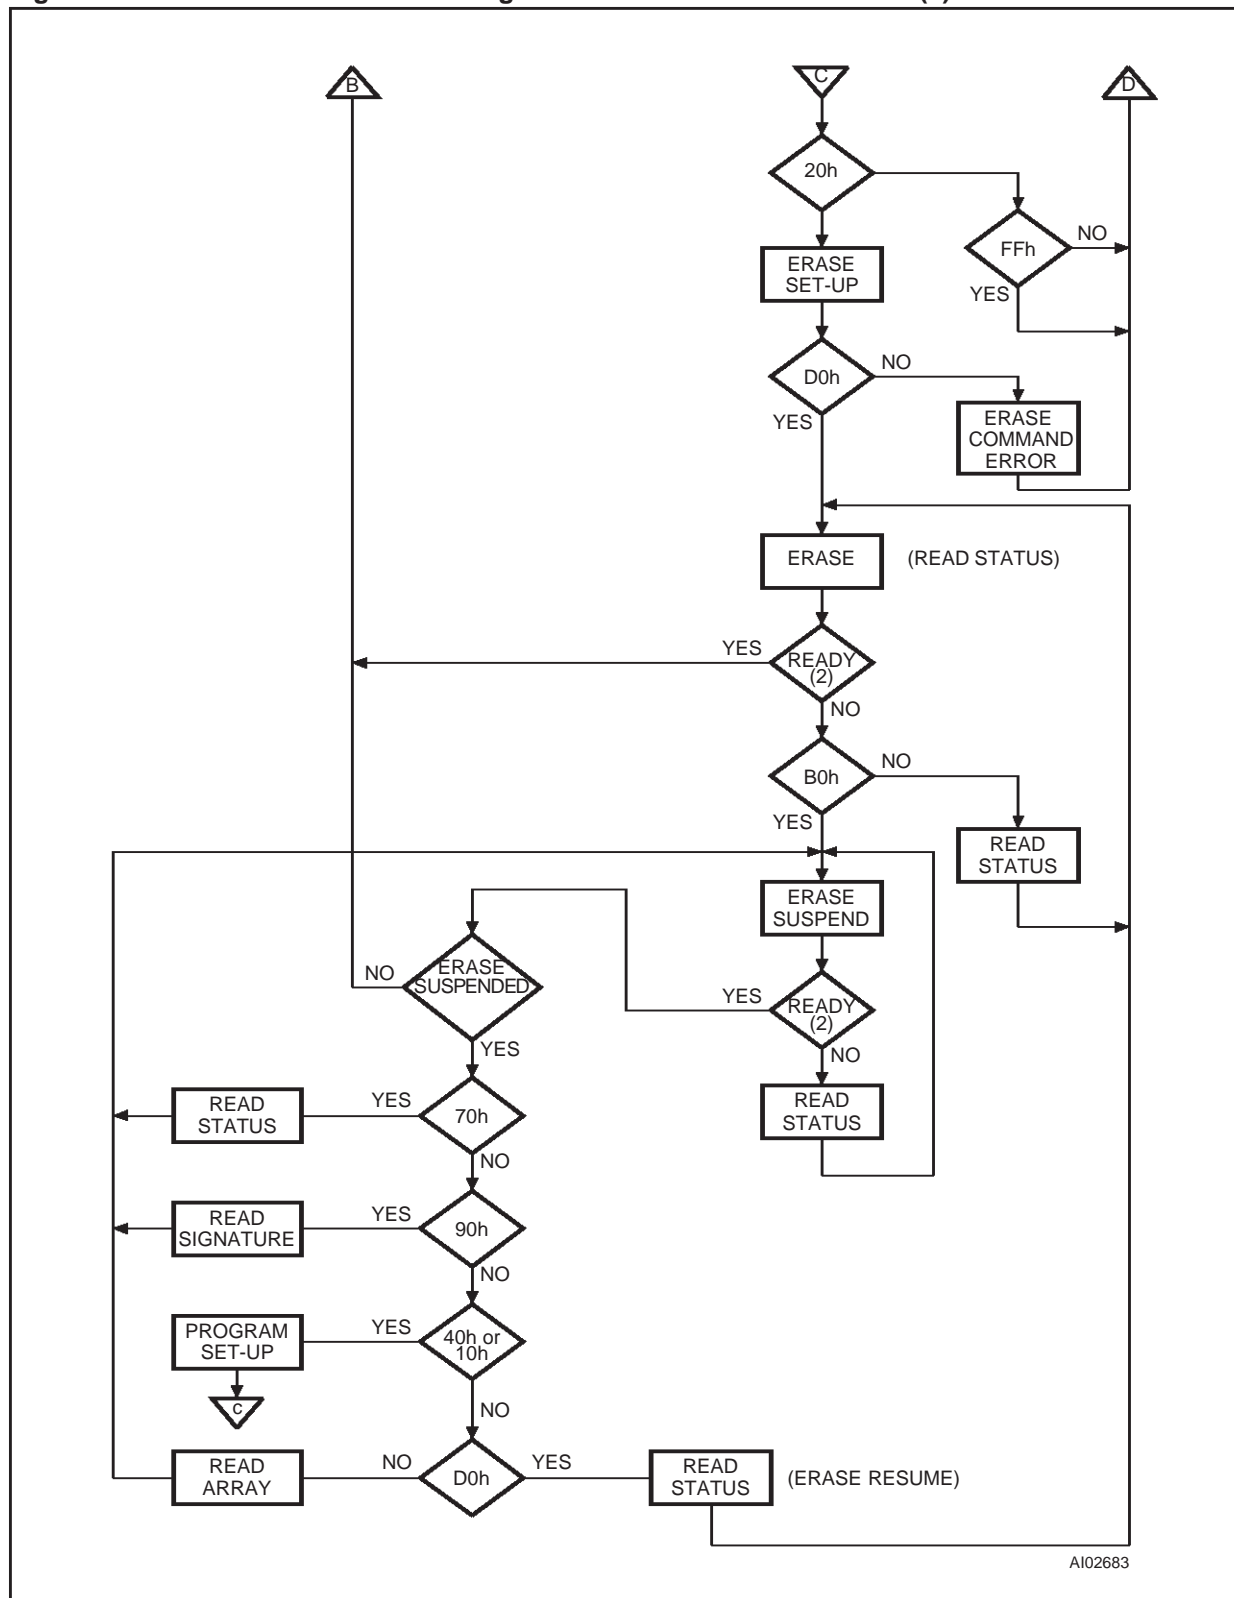 B
C
D
20h
FFh
NO
YES
ERASE
SET-UP
D0h
NO
YES
ERASE
COMMAND
ERROR
ERASE
(READ STATUS)
YES
READY
(2)
NO
B0h
NO
YES
READ
STATUS
ERASE
SUSPEND
NO
ERASE
SUSPENDED
YES
READY
(2)
YES
NO
READ
STATUS
YES
70h
READ
STATUS
NO
READ
SIGNATURE
YES
90h
NO
PROGRAM
SET-UP
YES
40h or
10h
c
NO
READ
ARRAY
NO
D0h
YES
READ
STATUS
(ERASE RESUME)
AI02683